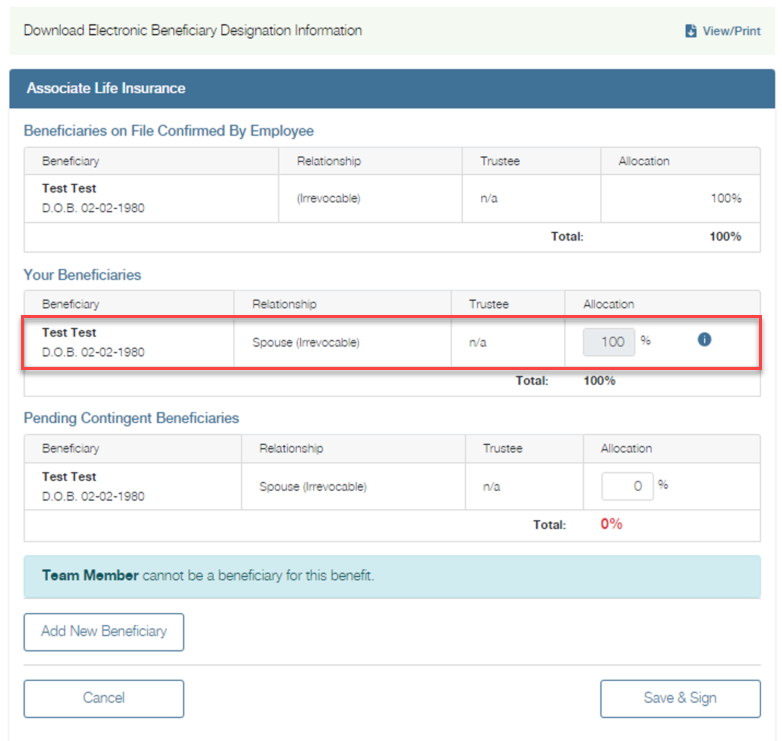 Download Electronic Beneficiary Designation Information View/Print
Associate Life Insurance
Beneficiaries on File Confirmed By Employee
Beneficiary Relationship Trustee Allocation
Test Test
D.O.B. 02-02-1980
(Irrevocable) n/a 100%
Total: 100%
Your Beneficiaries
Beneficiary Relationship Trustee Allocation
Test Test
D.O.B. 02-02-1980
Spouse (Irrevocable) n/a 100 %
Total: 100%
Pending Contingent Beneficiaries
Beneficiary Relationship Trustee Allocation
Test Test
D.O.B. 02-02-1980
Spouse (Irrevocable) n/a 0 %
Total: 0%
Team Member cannot be a beneficiary for this benefit.
Add New Beneficiary
Cancel Save & Sign